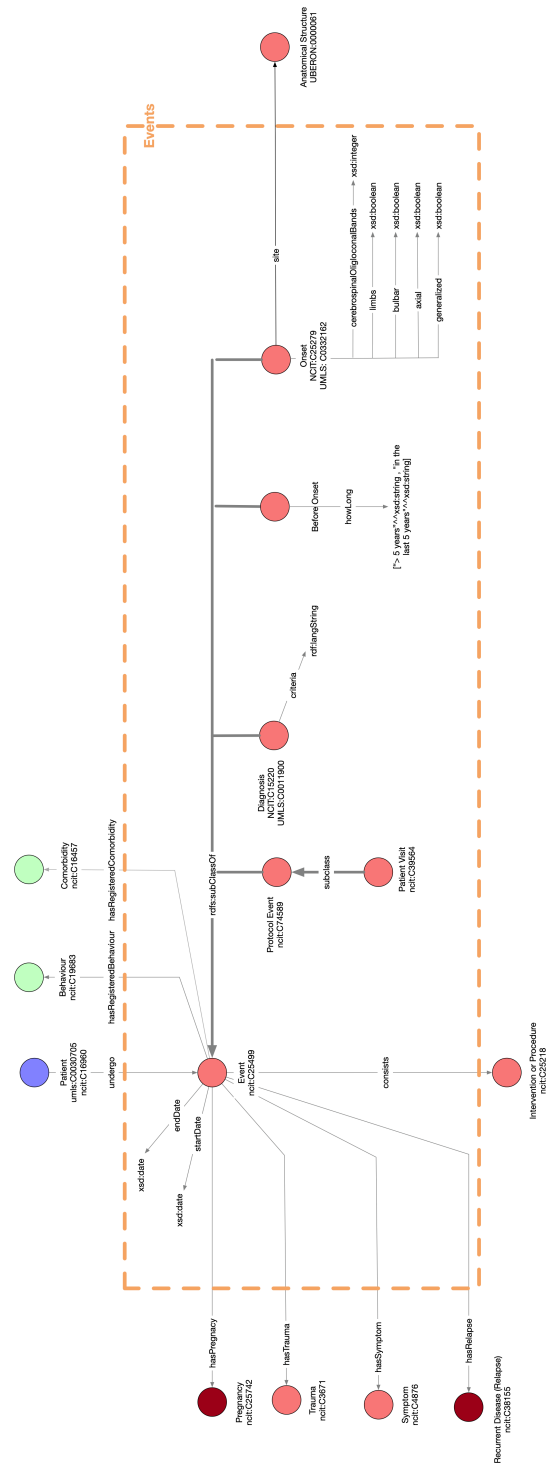 Events
Anatomical Structure
UBERON:0000061
site
Onset
NCIT:C25279
UMLS: C0332162
cerebrospinalOligloconalBands
xsd:integer
limbs
xsd:boolean
bulbar
xsd:boolean
axial
xsd:boolean
generalized
xsd:boolean
Before Onset
howLong
["> 5 years"^^xsd:string , "in the
last 5 years"^^xsd:string]
Diagnosis
NCIT:C15220
UMLS:C0011900
criteria
rdf:langString
rdfs:subClassOf
Protocol Event
ncit:C74589
subclass
Patient Visit
ncit:C39564
Comorbidity
ncit:C16457
hasRegisteredComorbidity
Behaviour
ncit:C19683
hasRegisteredBehaviour
Patient
umls:C0030705
ncit:C16960
undergo
Event
ncit:C25499
consists
Intervention or Procedure
ncit:C25218
endDate
xsd:date
startDate
xsd:date
hasPregnacy
Pregnancy
ncit:C25742
hasTrauma
Trauma
ncit:C3671
hasSymptom
Symptom
ncit:C4876
hasRelapse
Recurrent Disease (Relapse)
ncit:C38155